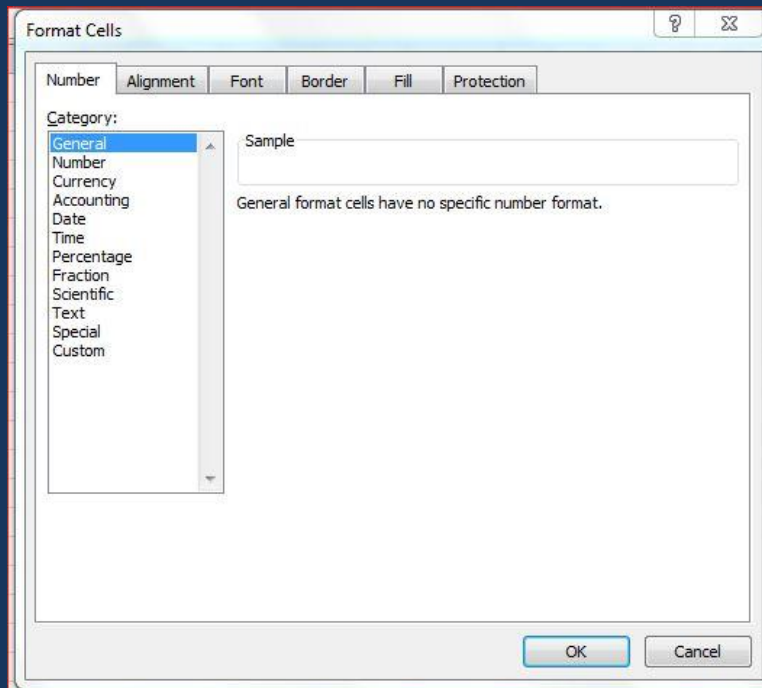 Format Cells
Number Alignment Font Border Fill Protection
Category:
General
Number
Currency
Accounting
Date
Time
Percentage
Fraction
Scientific
Text
Special
Custom
Sample
General format cells have no specific number format.
OK Cancel